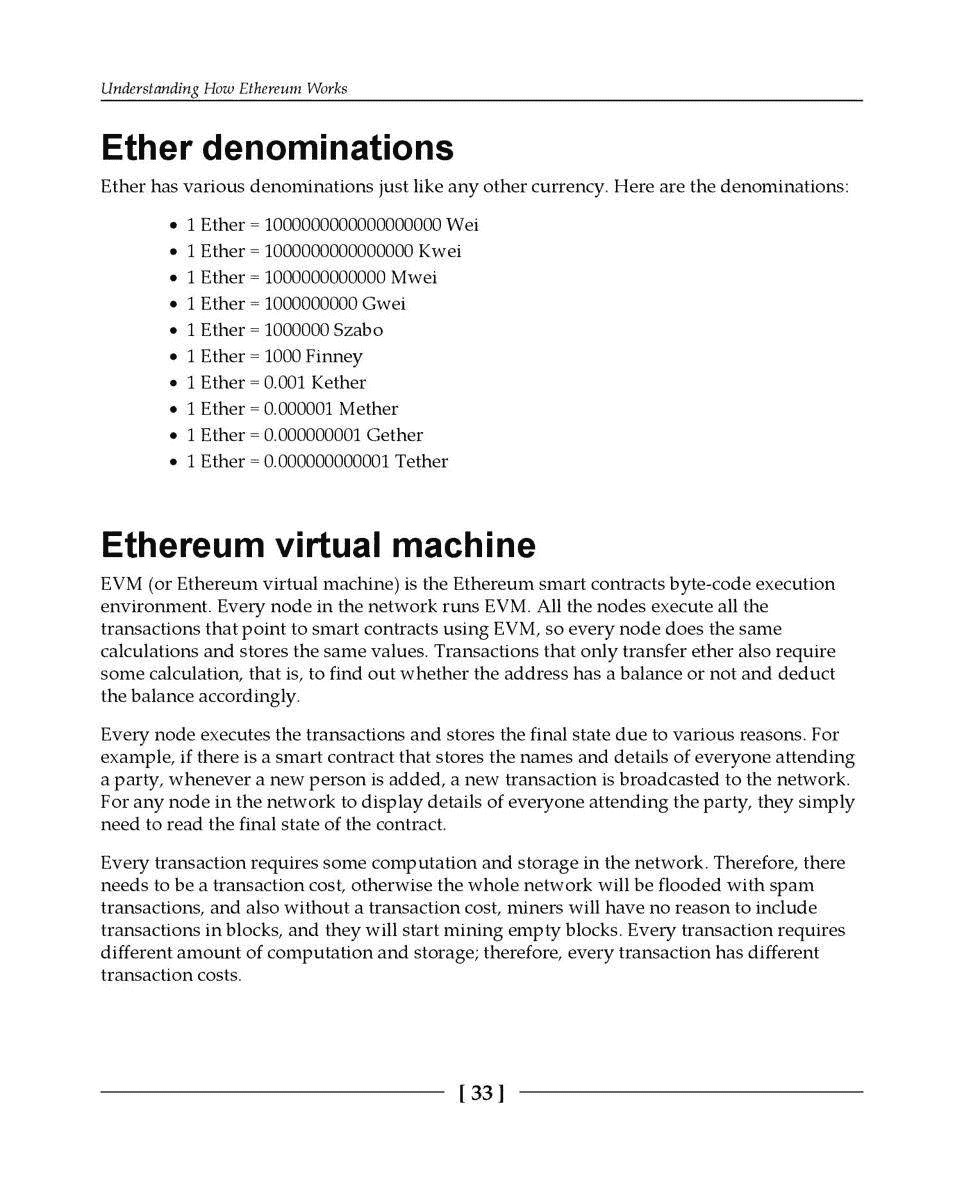 Understanding How Ethereum Works
Ether denominations
Ether has various denominations just like any other currency. Here are the denominations:
• 1 Ether = 1000000000000000000 Wei
• 1 Ether = 1000000000000000 Kwei
• 1 Ether = 1000000000000 Mwei
• 1 Ether = 1000000000 Gwei
• 1 Ether = 1000000 Szabo
• 1 Ether = 1000 Finney
• 1 Ether = 0.001 Kether
• 1 Ether = 0.000001 Mether
• 1 Ether = 0.000000001 Gether
• 1 Ether = 0.000000000001 Tether
Ethereum virtual machine
EVM (or Ethereum virtual machine) is the Ethereum smart contracts byte-code execution
environment. Every node in the network runs EVM. All the nodes execute all the
transactions that point to smart contracts using EVM, so every node does the same
calculations and stores the same values. Transactions that only transfer ether also require
some calculation, that is, to find out whether the address has a balance or not and deduct
the balance accordingly.
Every node executes the transactions and stores the final state due to various reasons. For
example, if there is a smart contract that stores the names and details of everyone attending
a party, whenever a new person is added, a new transaction is broadcasted to the network.
For any node in the network to display details of everyone attending the party, they simply
need to read the final state of the contract.
Every transaction requires some computation and storage in the network. Therefore, there
needs to be a transaction cost, otherwise the whole network will be flooded with spam
transactions, and also without a transaction cost, miners will have no reason to include
transactions in blocks, and they will start mining empty blocks. Every transaction requires
different amount of computation and storage; therefore, every transaction has different
transaction costs.
[ 33 ]